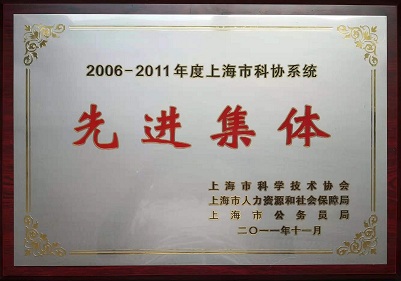 2006-2011年度上海市科协系统
先进集体
上海市科学技术协会
上海市人力资源和社会保障局
上海市公务员局
二〇一一年十一月